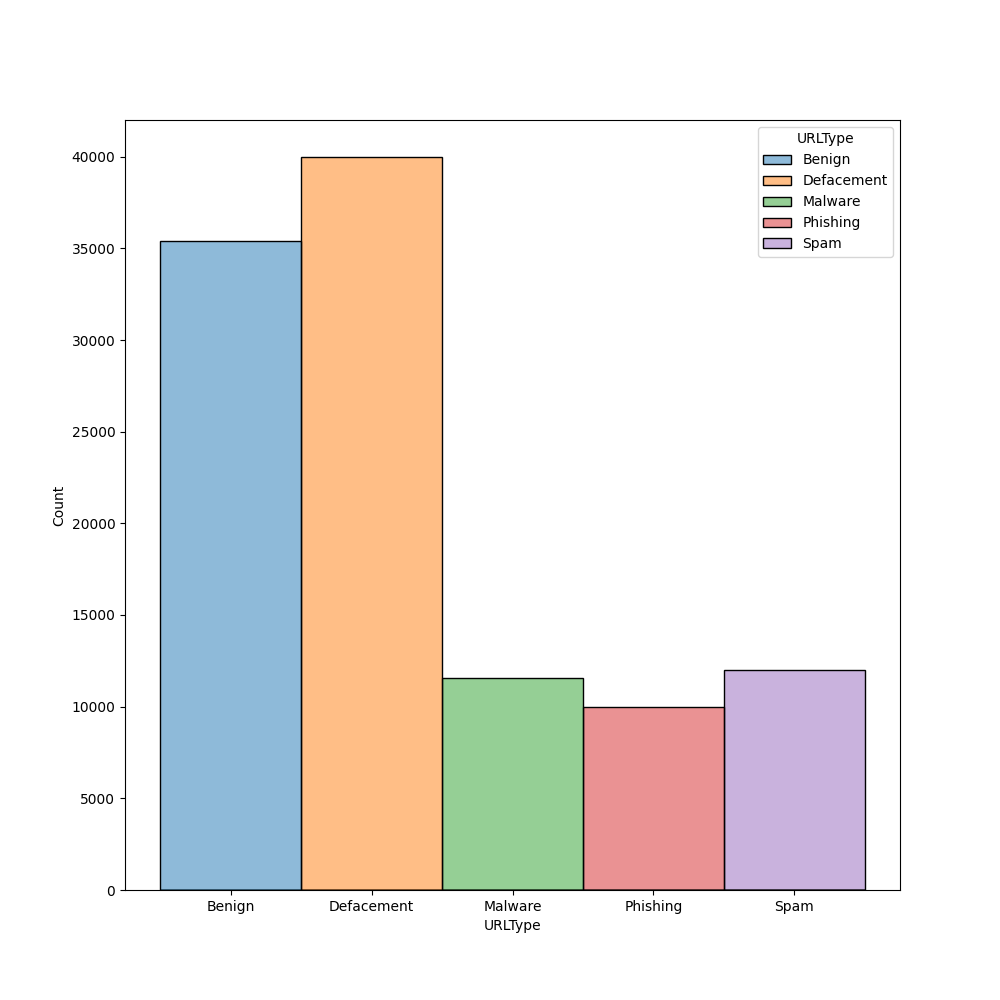 URLType
Benign
Defacement
Malware
Phishing
Spam
40000
35000
30000
25000
20000
15000
10000
5000
0
Count
Benign Defacement Malware Phishing Spam
URLType